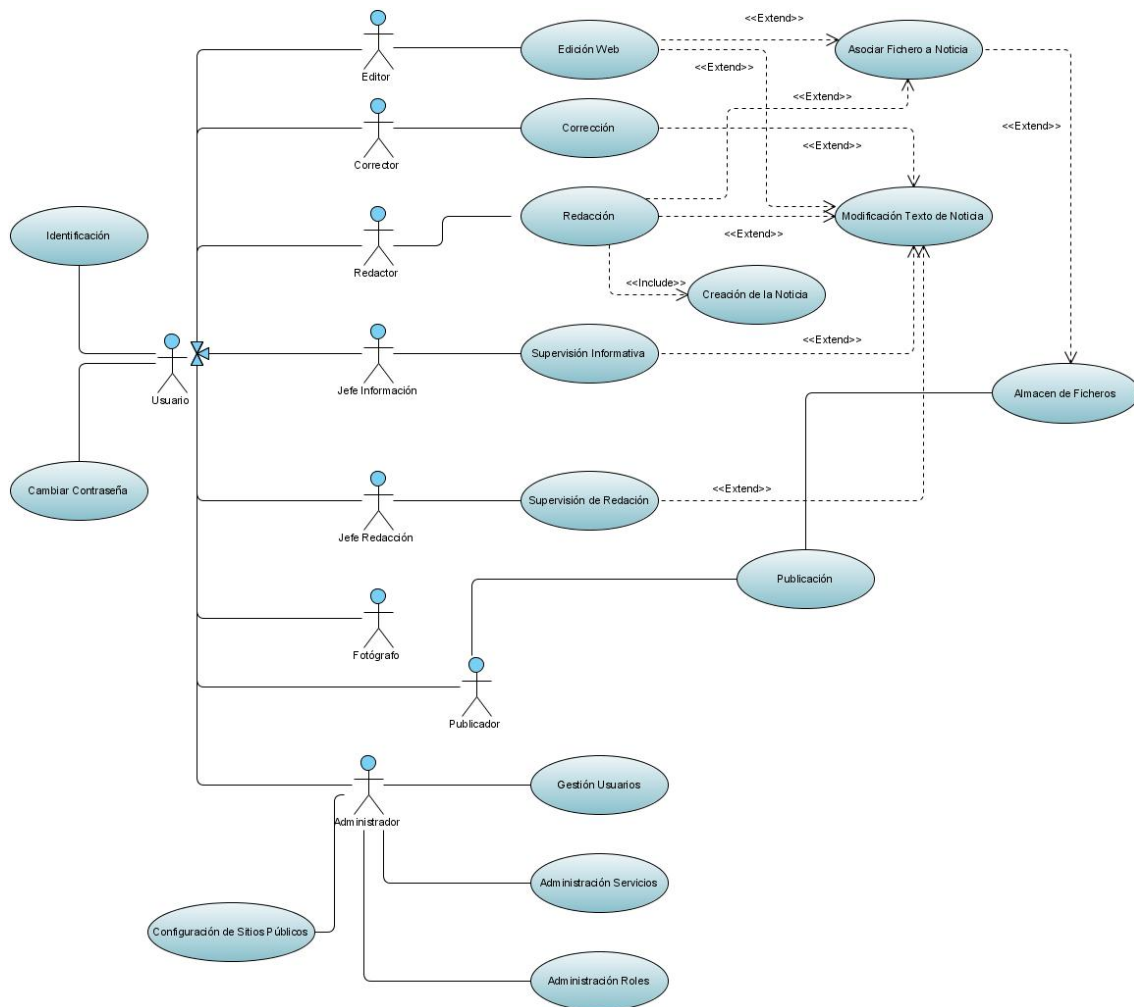 <<Extend>>
Edición Web
Asociar Fichero a Noticia
Editor
<<Extend>>
<<Extend>>
Corrección
<<Extend>>
Corrector
<<Extend>>
Redacción
Modificación Texto de Noticia
Identificación
<<Extend>>
Redactor
<<Include>>
Creación de la Noticia
Supervisión Informativa
<<Extend>>
Jefe Información
Usuario
Almacen de Ficheros
Cambiar Contraseña
Supervisión de Redación
<<Extend>>
Jefe Redacción
Publicación
Fotógrafo
Publicador
Gestión Usuarios
Administrador
Administración Servicios
Configuración de Sitios Públicos
Administración Roles